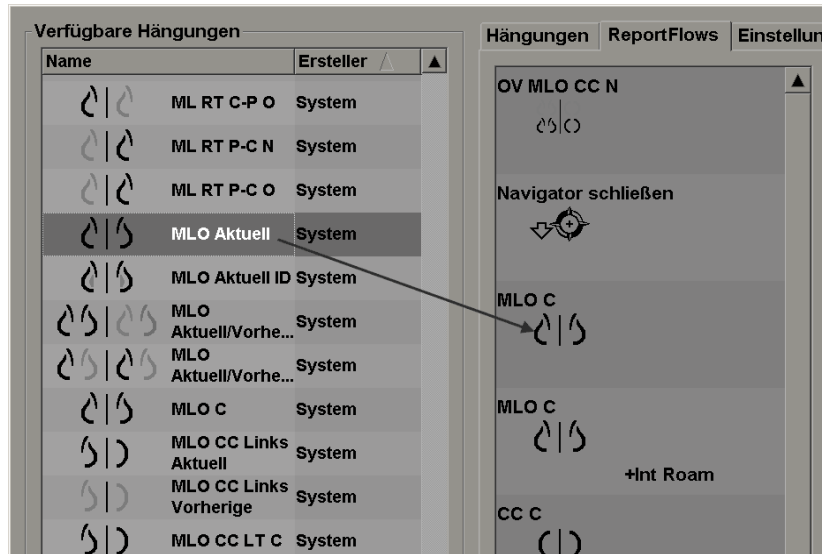 Verfügbare Hängungen
Name Ersteller
ML RT C-P O System
ML RT P-C N System
ML RT P-C O System
MLO Aktuell System
MLO Aktuell ID System
MLO
Aktuell/Vorhe... System
MLO
Aktuell/Vorhe... System
MLO C System
MLO CC Links
Aktuell System
MLO CC Links
Vorherige System
MLO CC LT C System
Hängungen ReportFlows Einstellun
OV MLO CC N
Navigator schließen
MLO C
MLO C
+Int Roam
CC C